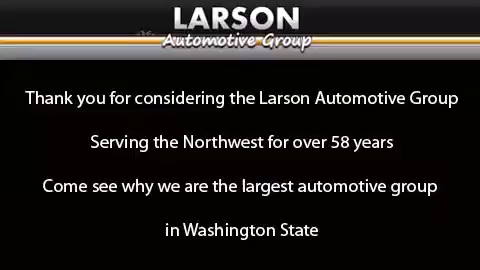 LARSON
Automotive Group
Thank you for considering the Larson Automotive Group
Serving the Northwest for over 58 years
Come see why we are the largest automotive group
in Washington State